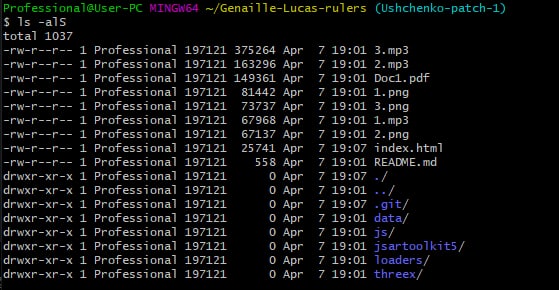 Professional@User-PC MINGW64 ~/Genaille-Lucas-rulers (Ushchenko-patch-1)
$ ls -alS
total 1037
-rw-r--r-- 1 Professional 197121 375264 Apr  7 19:01 3.mp3
-rw-r--r-- 1 Professional 197121 163296 Apr  7 19:01 2.mp3
-rw-r--r-- 1 Professional 197121 149361 Apr  7 19:01 Doc1.pdf
-rw-r--r-- 1 Professional 197121  81442 Apr  7 19:01 1.png
-rw-r--r-- 1 Professional 197121  73737 Apr  7 19:01 3.png
-rw-r--r-- 1 Professional 197121  67968 Apr  7 19:01 1.mp3
-rw-r--r-- 1 Professional 197121  67137 Apr  7 19:01 2.png
-rw-r--r-- 1 Professional 197121  25741 Apr  7 19:07 index.html
-rw-r--r-- 1 Professional 197121    558 Apr  7 19:01 README.md
drwxr-xr-x 1 Professional 197121      0 Apr  7 19:07 ./
drwxr-xr-x 1 Professional 197121      0 Apr  7 19:01 ../
drwxr-xr-x 1 Professional 197121      0 Apr  7 19:07 .git/
drwxr-xr-x 1 Professional 197121      0 Apr  7 19:01 data/
drwxr-xr-x 1 Professional 197121      0 Apr  7 19:01 js/
drwxr-xr-x 1 Professional 197121      0 Apr  7 19:01 jsartoolkit5/
drwxr-xr-x 1 Professional 197121      0 Apr  7 19:01 loaders/
drwxr-xr-x 1 Professional 197121      0 Apr  7 19:01 threex/